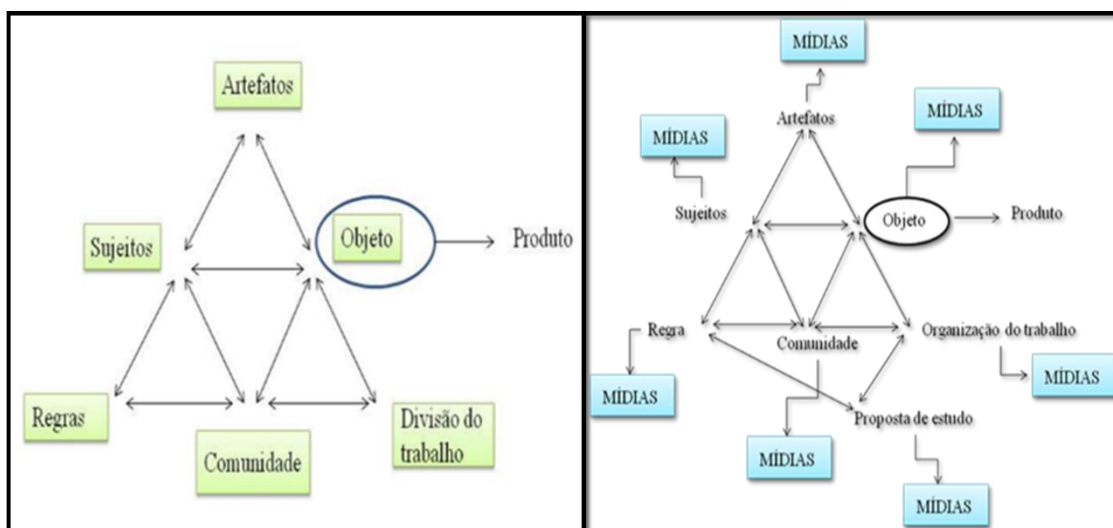 Artefatos
Sujeitos
Objeto
Produto
Regras
Comunidade
Divisão do
trabalho
MÍDIAS
Artefatos
MÍDIAS
MÍDIAS
Sujeitos
Objeto
Produto
Regra
Comunidade
Organização do trabalho
MÍDIAS
MÍDIAS
Proposta de estudo
MÍDIAS
MÍDIAS